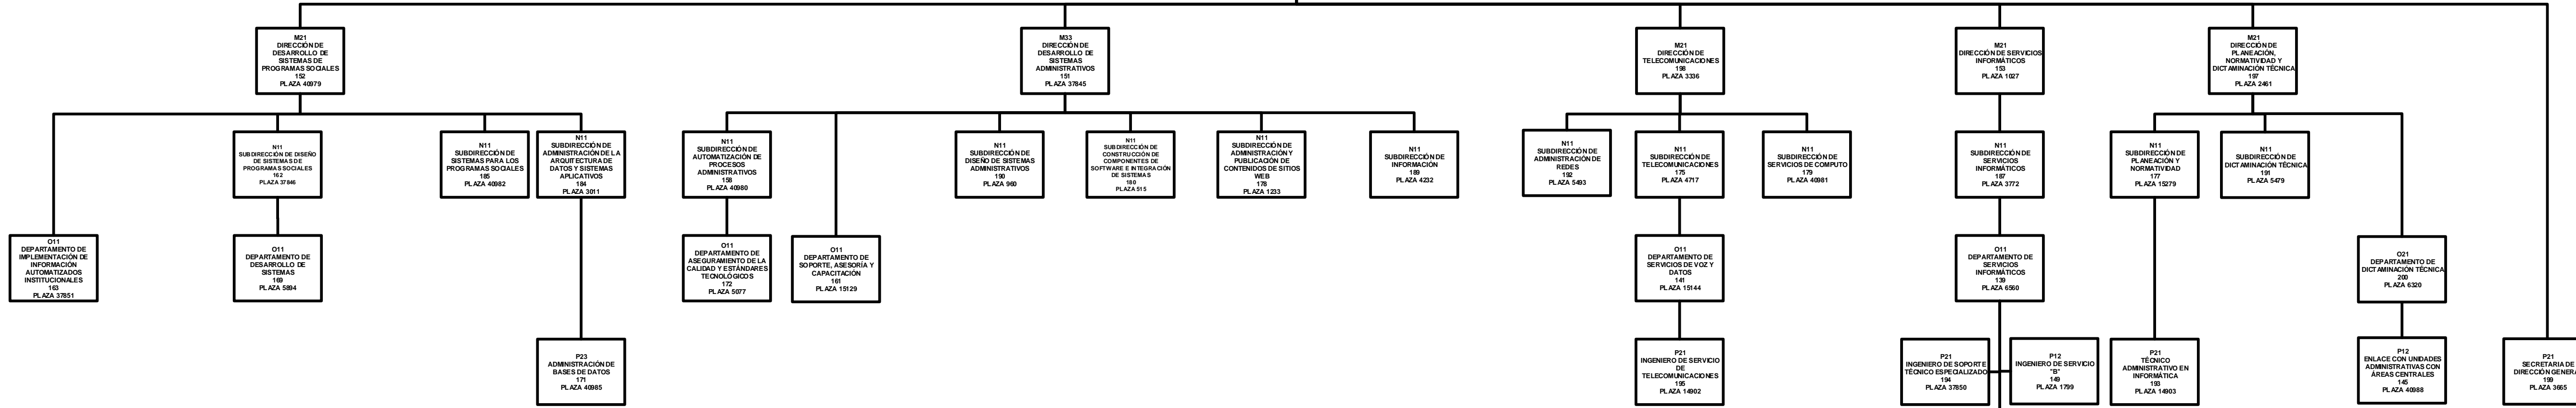 M21
DIRECCIÓN DE
DESARROLLO DE
SISTEMAS DE
PROGRAMAS SOCIALES
152
PLAZA 40979
M33
DIRECCIÓN DE
DESARROLLO DE
SISTEMAS
ADMINISTRATIVOS
151
PLAZA 37845
M21
DIRECCIÓN DE
TELECOMUNICACIONES
198
PLAZA 3336
M21
DIRECCIÓN DE SERVICIOS
INFORMÁTICOS
153
PLAZA 1027
M21
DIRECCIÓN DE
PLANEACIÓN,
NORMATIVIDAD Y
DICTAMINACIÓN TÉCNICA
197
PLAZA 2461
N11
SUBDIRECCIÓN DE DISEÑO
DE SISTEMAS DE
PROGRAMAS SOCIALES
162
PLAZA 37846
N11
SUBDIRECCIÓN DE
SISTEMAS PARA LOS
PROGRAMAS SOCIALES
185
PLAZA 40982
N11
SUBDIRECCIÓN DE
ADMINISTRACIÓN DE LA
ARQUITECTURA DE
DATOS Y SISTEMAS
APLICATIVOS
184
PLAZA 3011
N11
SUBDIRECCIÓN DE
AUTOMATIZACIÓN DE
PROCESOS
ADMINISTRATIVOS
158
PLAZA 40980
N11
SUBDIRECCIÓN DE
DISEÑO DE SISTEMAS
ADMINISTRATIVOS
190
PLAZA 960
N11
SUBDIRECCIÓN DE
CONSTRUCCIÓN DE
COMPONENTES DE
SOFTWARE E INTEGRACIÓN
DE SISTEMAS
180
PLAZA 515
N11
SUBDIRECCIÓN DE
ADMINISTRACIÓN Y
PUBLICACIÓN DE
CONTENIDOS DE SITIOS
WEB
178
PLAZA 1233
N11
SUBDIRECCIÓN DE
INFORMACIÓN
189
PLAZA 4232
N11
SUBDIRECCIÓN DE
ADMINISTRACIÓN DE
REDES
192
PLAZA 5493
N11
SUBDIRECCIÓN DE
TELECOMUNICACIONES
175
PLAZA 4717
N11
SUBDIRECCIÓN DE
SERVICIOS DE COMPUTO
179
PLAZA 40981
N11
SUBDIRECCIÓN DE
SERVICIOS
INFORMÁTICOS
187
PLAZA 3772
N11
SUBDIRECCIÓN DE
PLANEACIÓN Y
NORMATIVIDAD
177
PLAZA 15279
N11
SUBDIRECCIÓN DE
DICTAMINACIÓN TÉCNICA
191
PLAZA 5479
O11
DEPARTAMENTO DE
IMPLEMENTACIÓN DE
INFORMACIÓN
AUTOMATIZADOS
INSTITUCIONALES
163
PLAZA 37851
O11
DEPARTAMENTO DE
DESARROLLO DE
SISTEMAS
169
PLAZA 5894
O11
DEPARTAMENTO DE
ASEGURAMIENTO DE LA
CALIDAD Y ESTÁNDARES
TECNOLÓGICOS
172
PLAZA 5077
O11
DEPARTAMENTO DE
SOPORTE, ASESORÍA Y
CAPACITACIÓN
161
PLAZA 15129
O11
DEPARTAMENTO DE
SERVICIOS DE VOZ Y
DATOS
141
PLAZA 15144
O11
DEPARTAMENTO DE
SERVICIOS
INFORMÁTICOS
139
PLAZA 6560
O21
DEPARTAMENTO DE
DICTAMINACIÓN TÉCNICA
200
PLAZA 6320
P23
ADMINISTRACIÓN DE
BASES DE DATOS
171
PLAZA 40985
P21
INGENIERO DE SERVICIO
DE
TELECOMUNICACIONES
195
PLAZA 14902
P21
INGENIERO DE SOPORTE
TÉCNICO ESPECIALIZADO
194
PLAZA 37850
P12
INGENIERO DE SERVICIO
"B"
149
PLAZA 1799
P21
TÉCNICO
ADMINISTRATIVO EN
INFORMÁTICA
193
PLAZA 14903
P12
ENLACE CON UNIDADES
ADMINISTRATIVAS CON
ÁREAS CENTRALES
145
PLAZA 40988
P21
SECRETARIA DE
DIRECCIÓN GENERA
199
PLAZA 3665